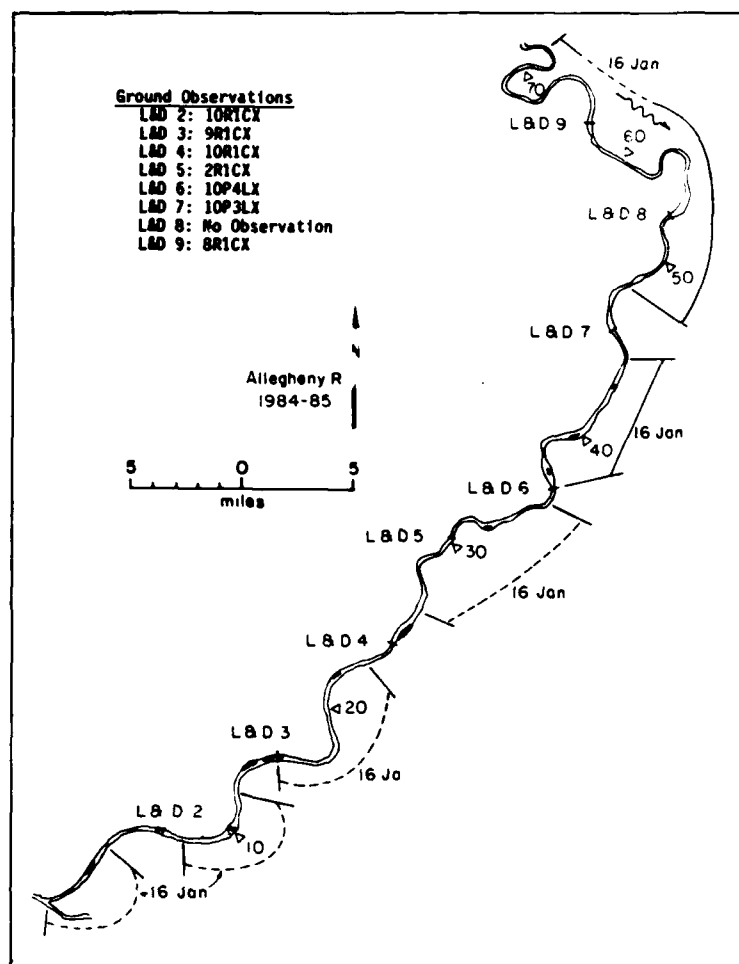 Ground Observations
L&D 2: 10R1CX
L&D 3: 9R1CX
L&D 4: 10R1CX
L&D 5: 2R1CX
L&D 6: 10P4LX
L&D 7: 10P3LX
L&D 8: No Observation
L&D 9: 8R1CX
16 Jan
70
L&D 9
60
L&D 8
50
L&D 7
N
Allegheny R
1984-85
16 Jan
40
5 0 5
miles
L&D 6
L&D 5
30
16 Jan
L&D 4
20
L&D 3
16 Ja
L&D 2
10
16 Jan